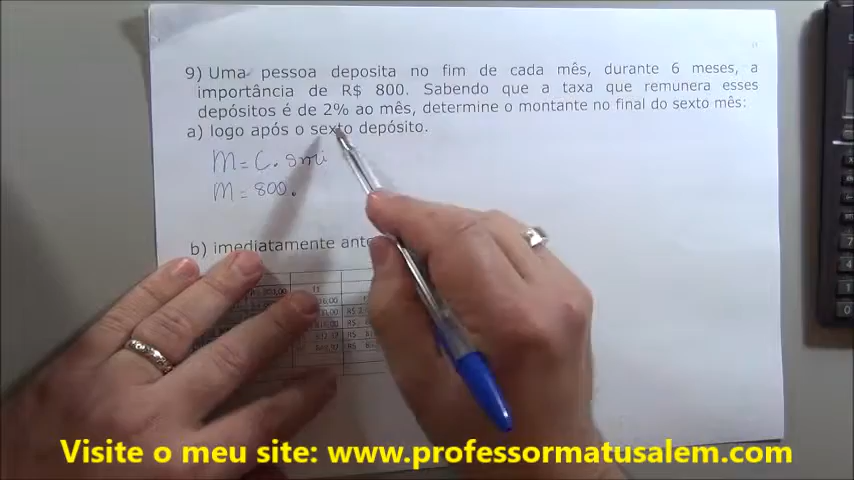 9) Uma pessoa deposita no fim de cada mês, durante 6 meses, a
importância de R$ 800. Sabendo que a taxa que remunera esses
depósitos é de 2% ao mês, determine o montante no final do sexto mês:
a) logo após o sexto depósito.
M = C. smi
M = 800.
b) imediatamente ante
Visite o meu site: www.professormatusalem.com